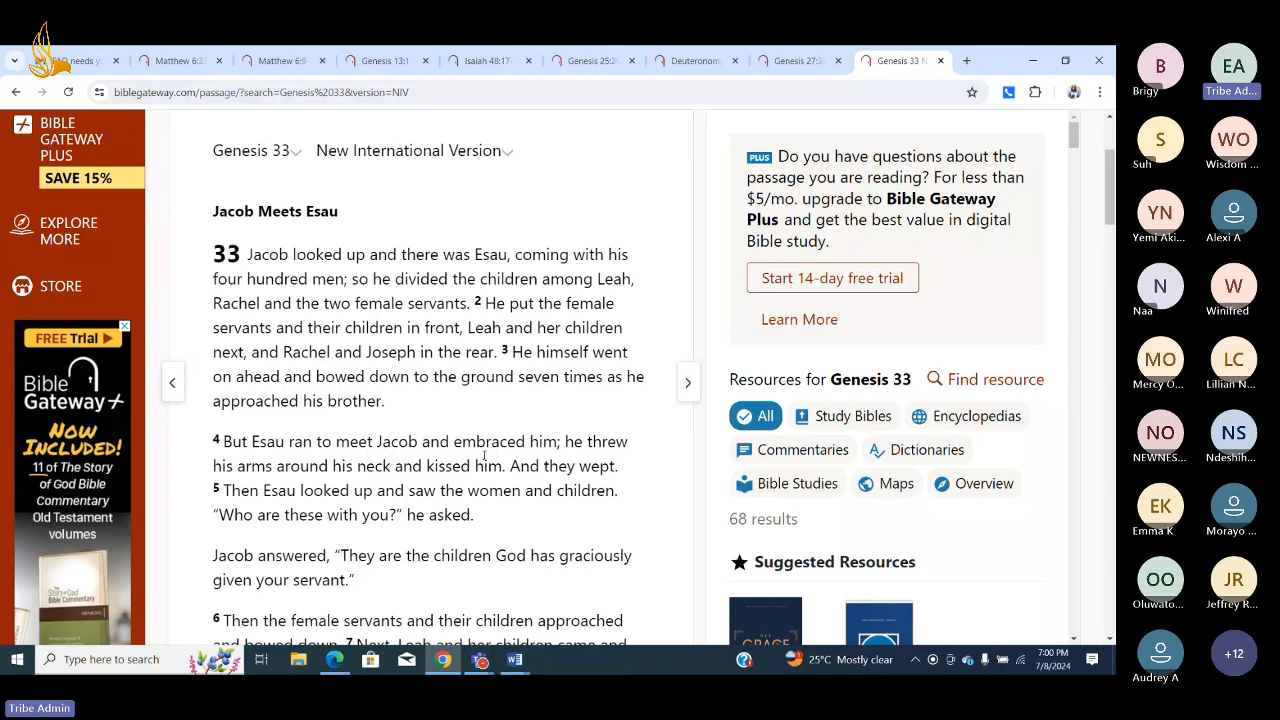 FAQ needs y
Matthew 6:3
Matthew 6:9
Genesis 13:1-
Isaiah 48:17-
Genesis 25:2
Deuteronom
Genesis 27:3
Genesis 33 N
biblegateway.com/passage/?search=Genesis%2033&version=NIV
BIBLE
GATEWAY
PLUS
SAVE 15%
EXPLORE
MORE
STORE
FREE Trial
Bible
Gateway+
NOW
INCLUDED!
11 of The Story
of God Bible
Commentary
Old Testament
volumes
Genesis 33
New International Version
Jacob Meets Esau
33 Jacob looked up and there was Esau, coming with his
four hundred men; so he divided the children among Leah,
Rachel and the two female servants. 2 He put the female
servants and their children in front, Leah and her children
next, and Rachel and Joseph in the rear. 3 He himself went
on ahead and bowed down to the ground seven times as he
approached his brother.
4 But Esau ran to meet Jacob and embraced him; he threw
his arms around his neck and kissed him. And they wept.
5 Then Esau looked up and saw the women and children.
“Who are these with you?” he asked.
Jacob answered, “They are the children God has graciously
given your servant.”
6 Then the female servants and their children approached
and bowed down. 7 Next, Leah and her children came and
PLUS Do you have questions about the
passage you are reading? For less than
$5/mo. upgrade to Bible Gateway
Plus and get the best value in digital
Bible study.
Start 14-day free trial
Learn More
Resources for Genesis 33
Find resource
All
Study Bibles
Encyclopedias
Commentaries
Dictionaries
Bible Studies
Maps
Overview
68 results
Suggested Resources
GRACE
Type here to search
25°C Mostly clear
7:00 PM
7/8/2024
B
Brigy
EA
Tribe Ad...
S
Suh
WO
Wisdom ...
YN
Yemi Aki...
Alexi A
N
Naa
W
Winifred
MO
Mercy O...
LC
Lillian N...
NO
NEWNES...
NS
Ndeshih...
EK
Emma K
Morayo ...
OO
Oluwato...
JR
Jeffrey R...
Audrey A
+12
Tribe Admin